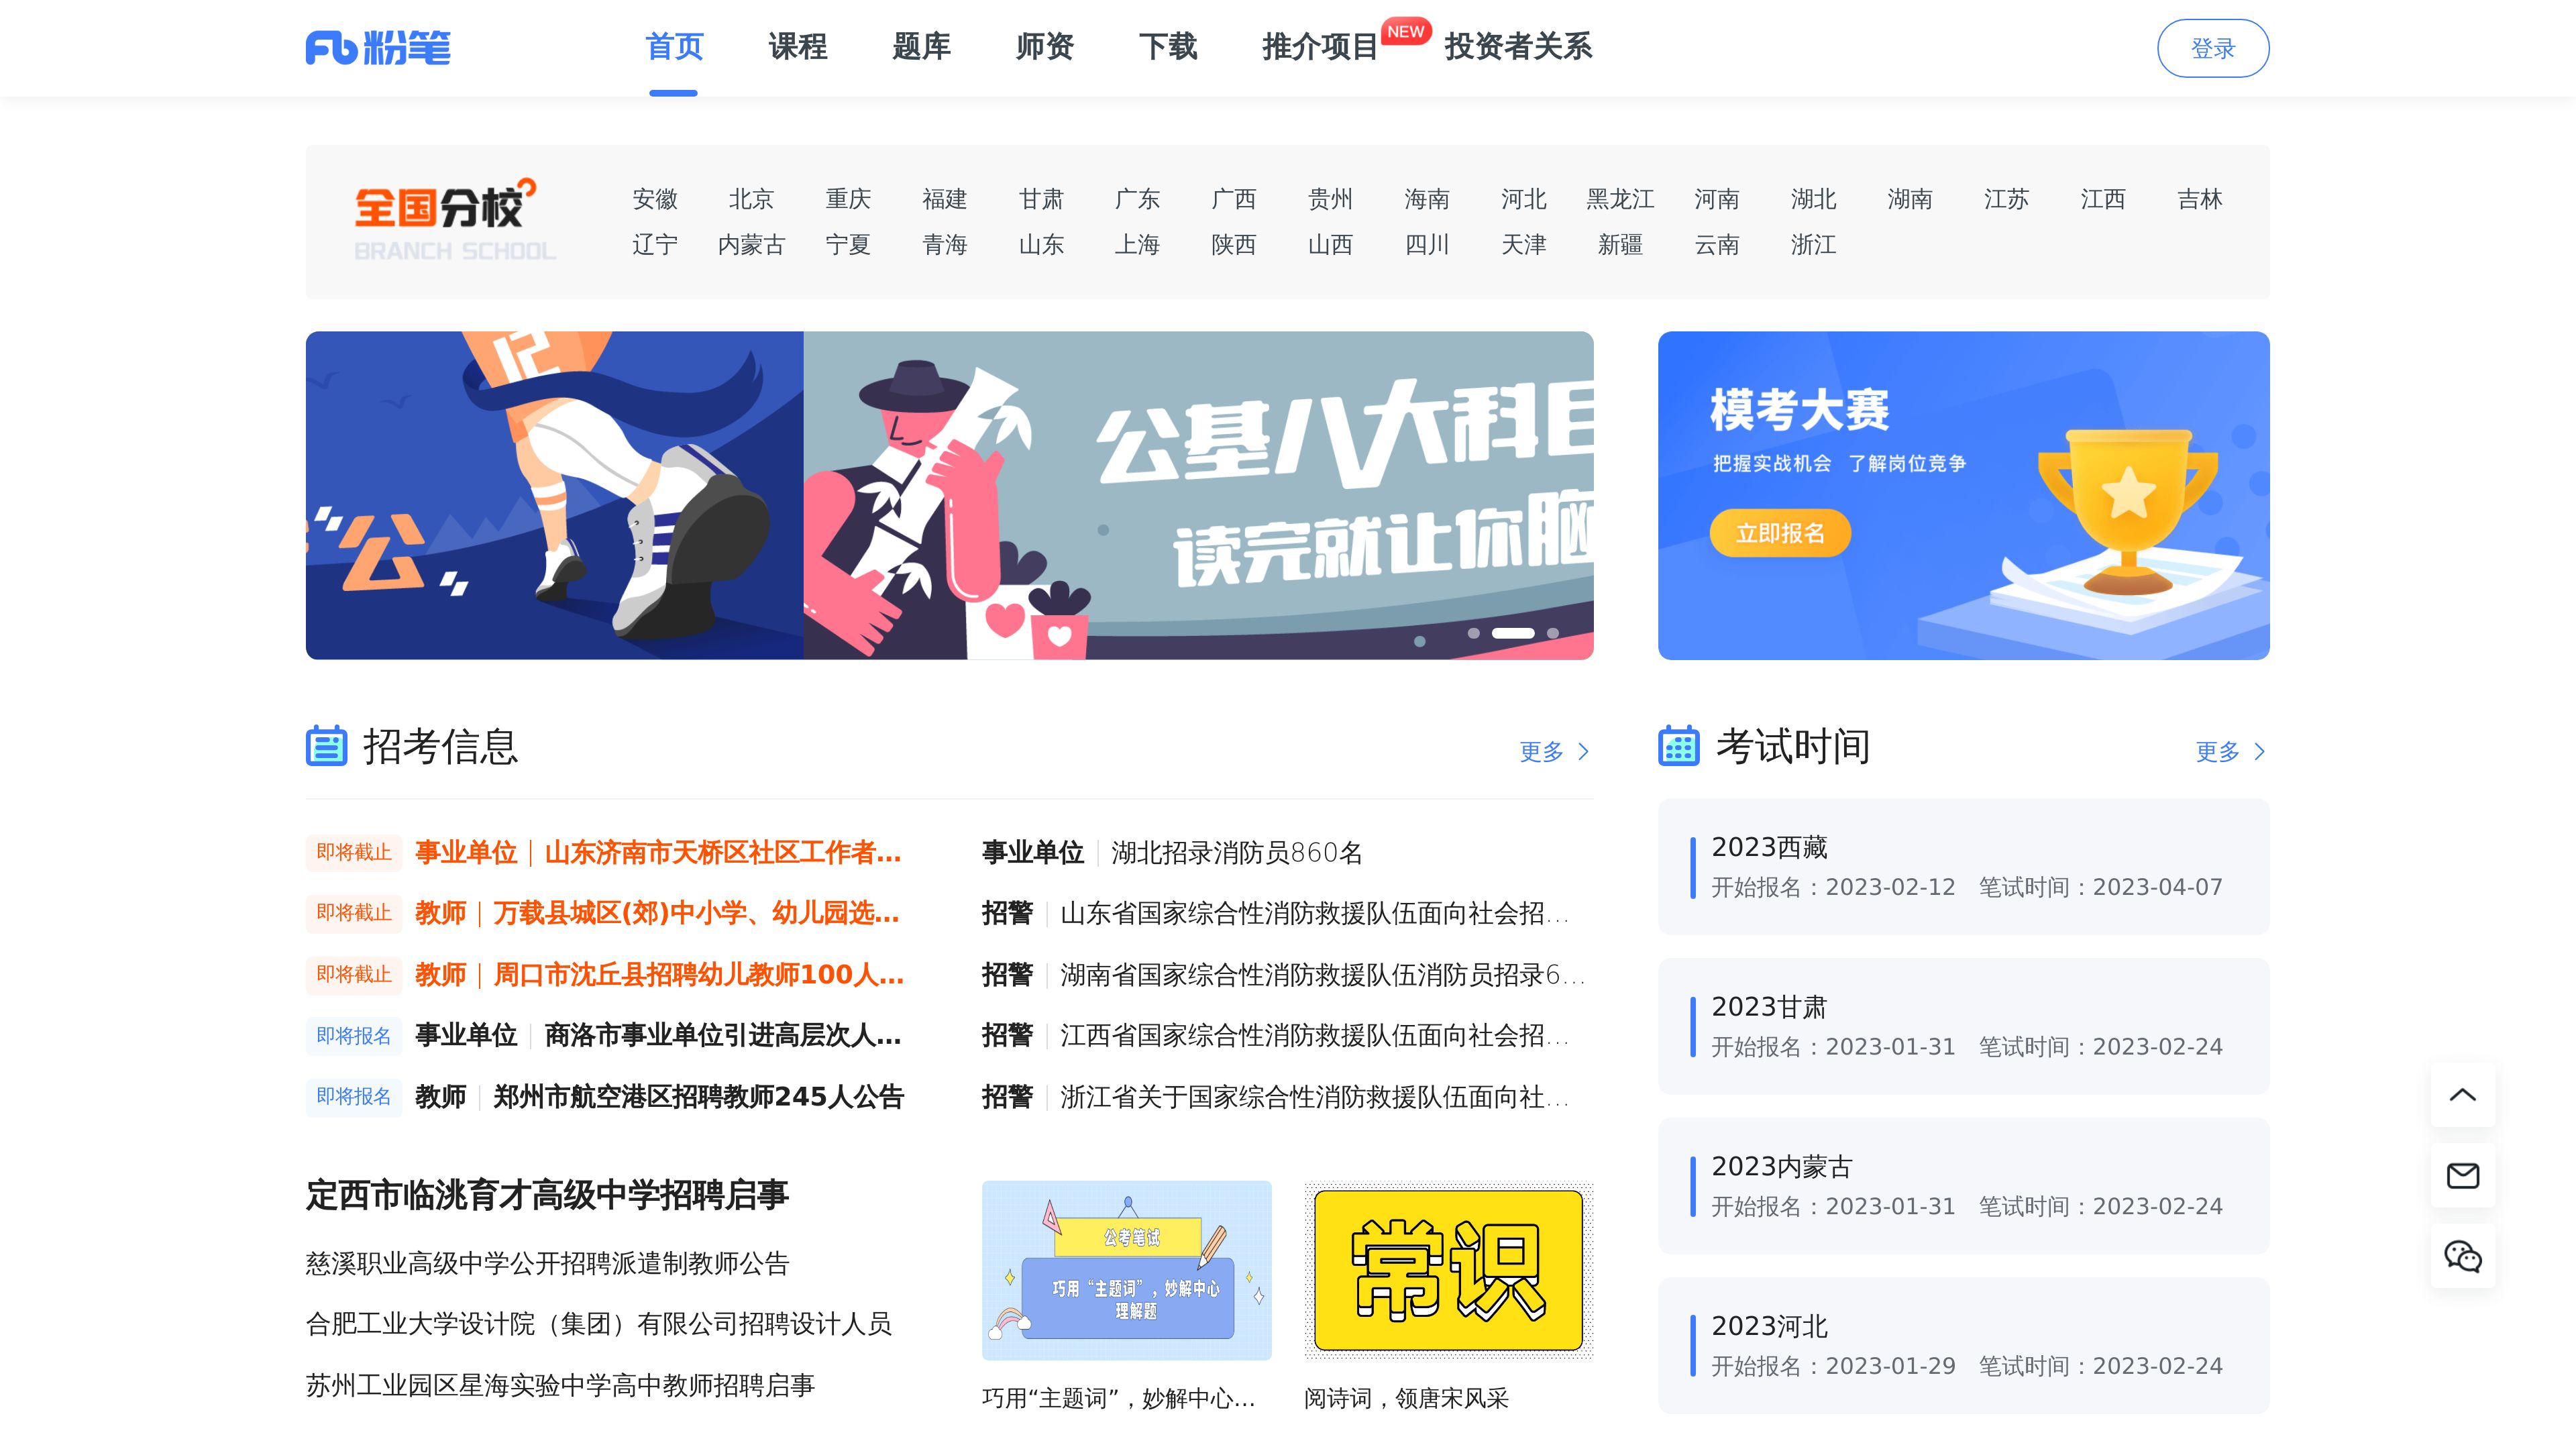 粉笔
首页 课程 题库 师资 下载 推介项目 NEW 投资者关系 登录
全国分校
BRANCH SCHOOL
安徽 北京 重庆 福建 甘肃 广东 广西 贵州 海南 河北 黑龙江 河南 湖北 湖南 江苏 江西 吉林
辽宁 内蒙古 宁夏 青海 山东 上海 陕西 山西 四川 天津 新疆 云南 浙江
公
公基八大科目
读完就让你脑
模考大赛
把握实战机会 了解岗位竞争
立即报名
招考信息 更多
即将截止 事业单位 山东济南市天桥区社区工作者...
即将截止 教师 万载县城区(郊)中小学、幼儿园选...
即将截止 教师 周口市沈丘县招聘幼儿教师100人...
即将报名 事业单位 商洛市事业单位引进高层次人...
即将报名 教师 郑州市航空港区招聘教师245人公告
事业单位 湖北招录消防员860名
招警 山东省国家综合性消防救援队伍面向社会招...
招警 湖南省国家综合性消防救援队伍消防员招录6...
招警 江西省国家综合性消防救援队伍面向社会招...
招警 浙江省关于国家综合性消防救援队伍面向社...
定西市临洮育才高级中学招聘启事
慈溪职业高级中学公开招聘派遣制教师公告
合肥工业大学设计院（集团）有限公司招聘设计人员
苏州工业园区星海实验中学高中教师招聘启事
公考笔试
巧用“主题词”，妙解中心
理解题
巧用“主题词”，妙解中心...
常识
阅诗词，领唐宋风采
考试时间 更多
2023西藏
开始报名：2023-02-12 笔试时间：2023-04-07
2023甘肃
开始报名：2023-01-31 笔试时间：2023-02-24
2023内蒙古
开始报名：2023-01-31 笔试时间：2023-02-24
2023河北
开始报名：2023-01-29 笔试时间：2023-02-24